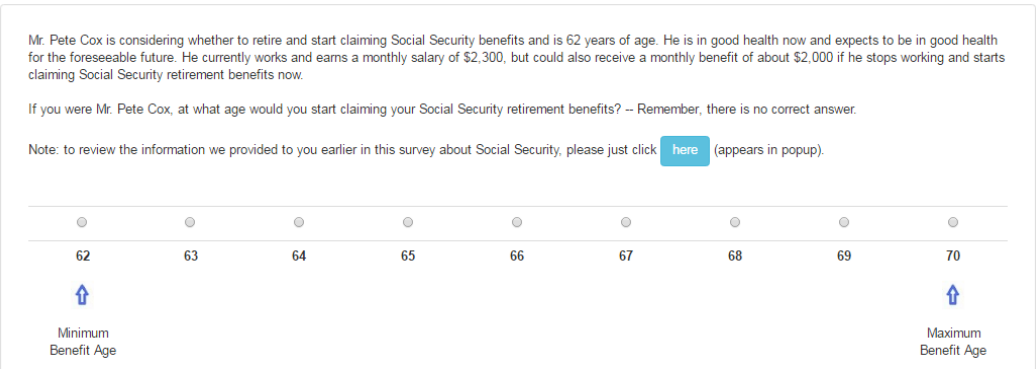 Mr. Pete Cox is considering whether to retire and start claiming Social Security benefits and is 62 years of age. He is in good health now and expects to be in good health
for the foreseeable future. He currently works and earns a monthly salary of $2,300, but could also receive a monthly benefit of about $2,000 if he stops working and starts
claiming Social Security retirement benefits now.
If you were Mr. Pete Cox, at what age would you start claiming your Social Security retirement benefits? -- Remember, there is no correct answer.
Note: to review the information we provided to you earlier in this survey about Social Security, please just click here (appears in popup).
62 63 64 65 66 67 68 69 70
Minimum Maximum
Benefit Age Benefit Age